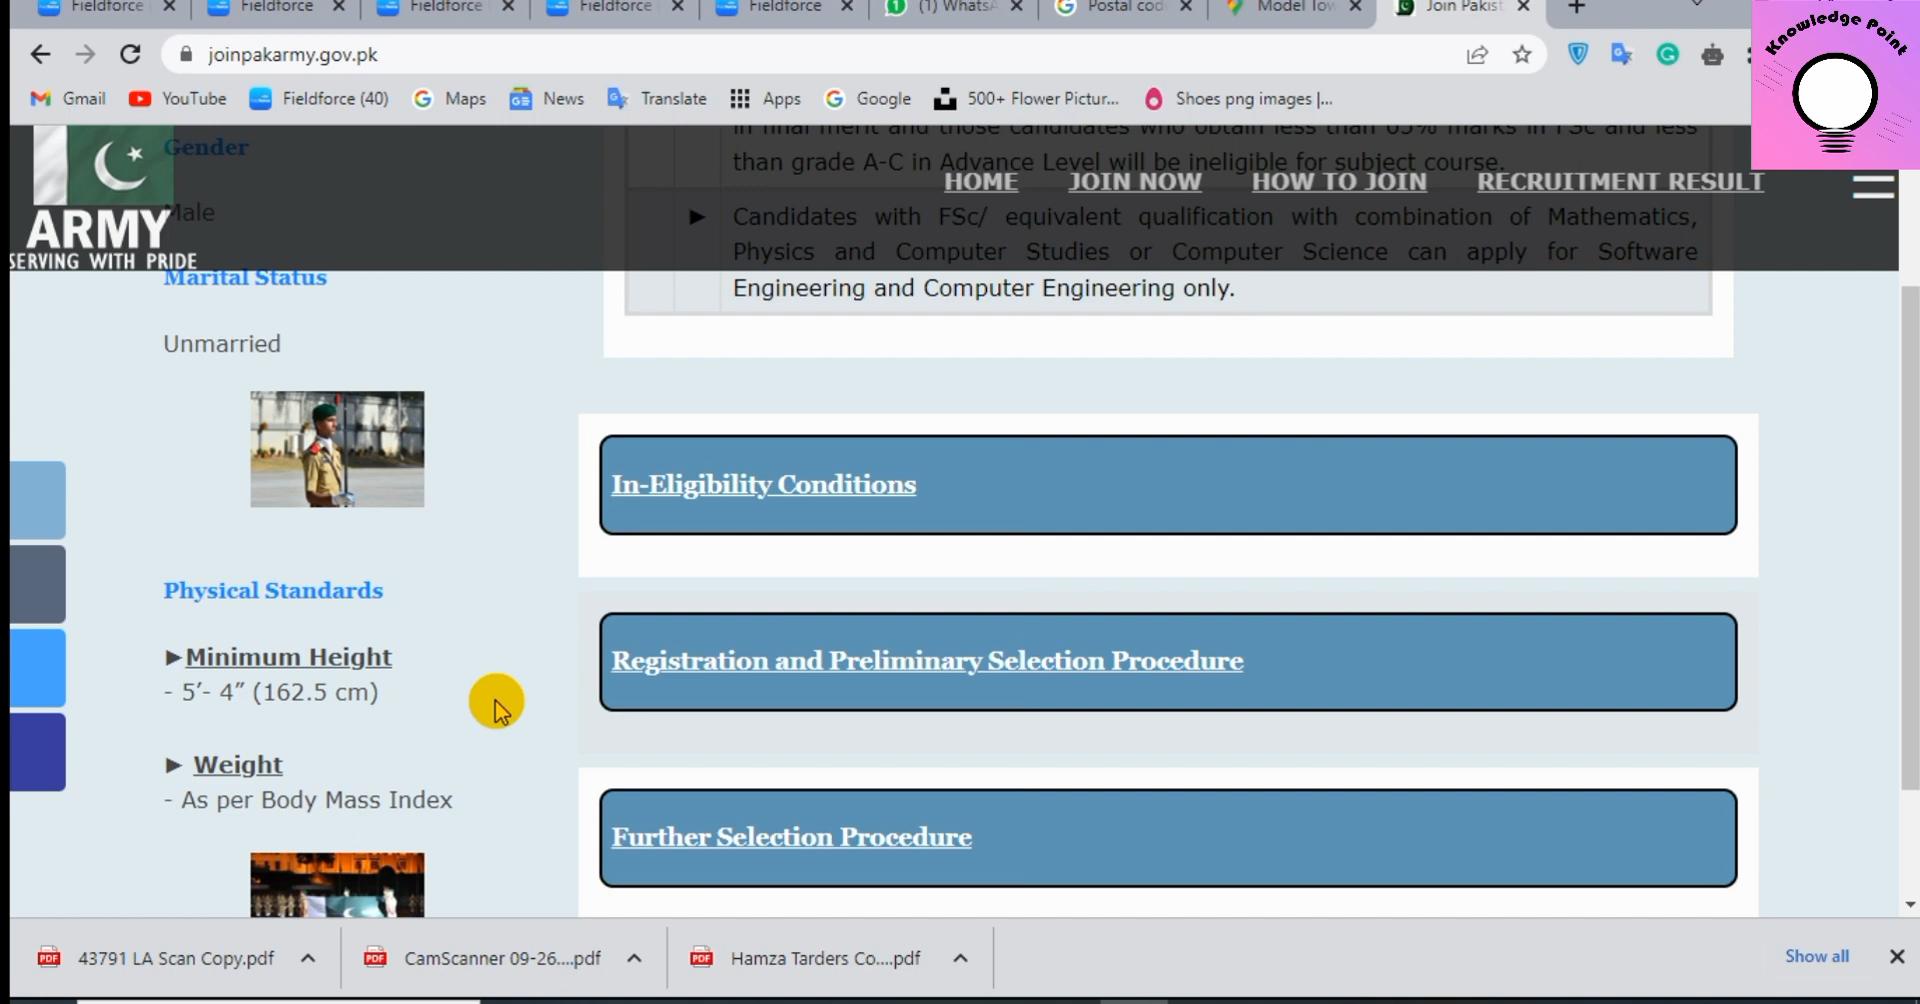 Fieldforce
Fieldforce
Fieldforce
Fieldforce
Fieldforce
(1) WhatsA
Postal cod
Model Tow
Join Pakist
Knowledge Point
joinpakarmy.gov.pk
Gmail
YouTube
Fieldforce (40)
Maps
News
Translate
Apps
Google
500+ Flower Pictur...
Shoes png images |...
in final merit and those candidates who obtain less than 65% marks in FSc and less
than grade A-C in Advance Level will be ineligible for subject course.
Gender
HOME
JOIN NOW
HOW TO JOIN
RECRUITMENT RESULT
Male
ARMY
SERVING WITH PRIDE
► Candidates with FSc/ equivalent qualification with combination of Mathematics,
Physics and Computer Studies or Computer Science can apply for Software
Engineering and Computer Engineering only.
Marital Status
Unmarried
In-Eligibility Conditions
Physical Standards
►Minimum Height
- 5’- 4” (162.5 cm)
Registration and Preliminary Selection Procedure
► Weight
- As per Body Mass Index
Further Selection Procedure
PDF
43791 LA Scan Copy.pdf
PDF
CamScanner 09-26....pdf
PDF
Hamza Tarders Co....pdf
Show all